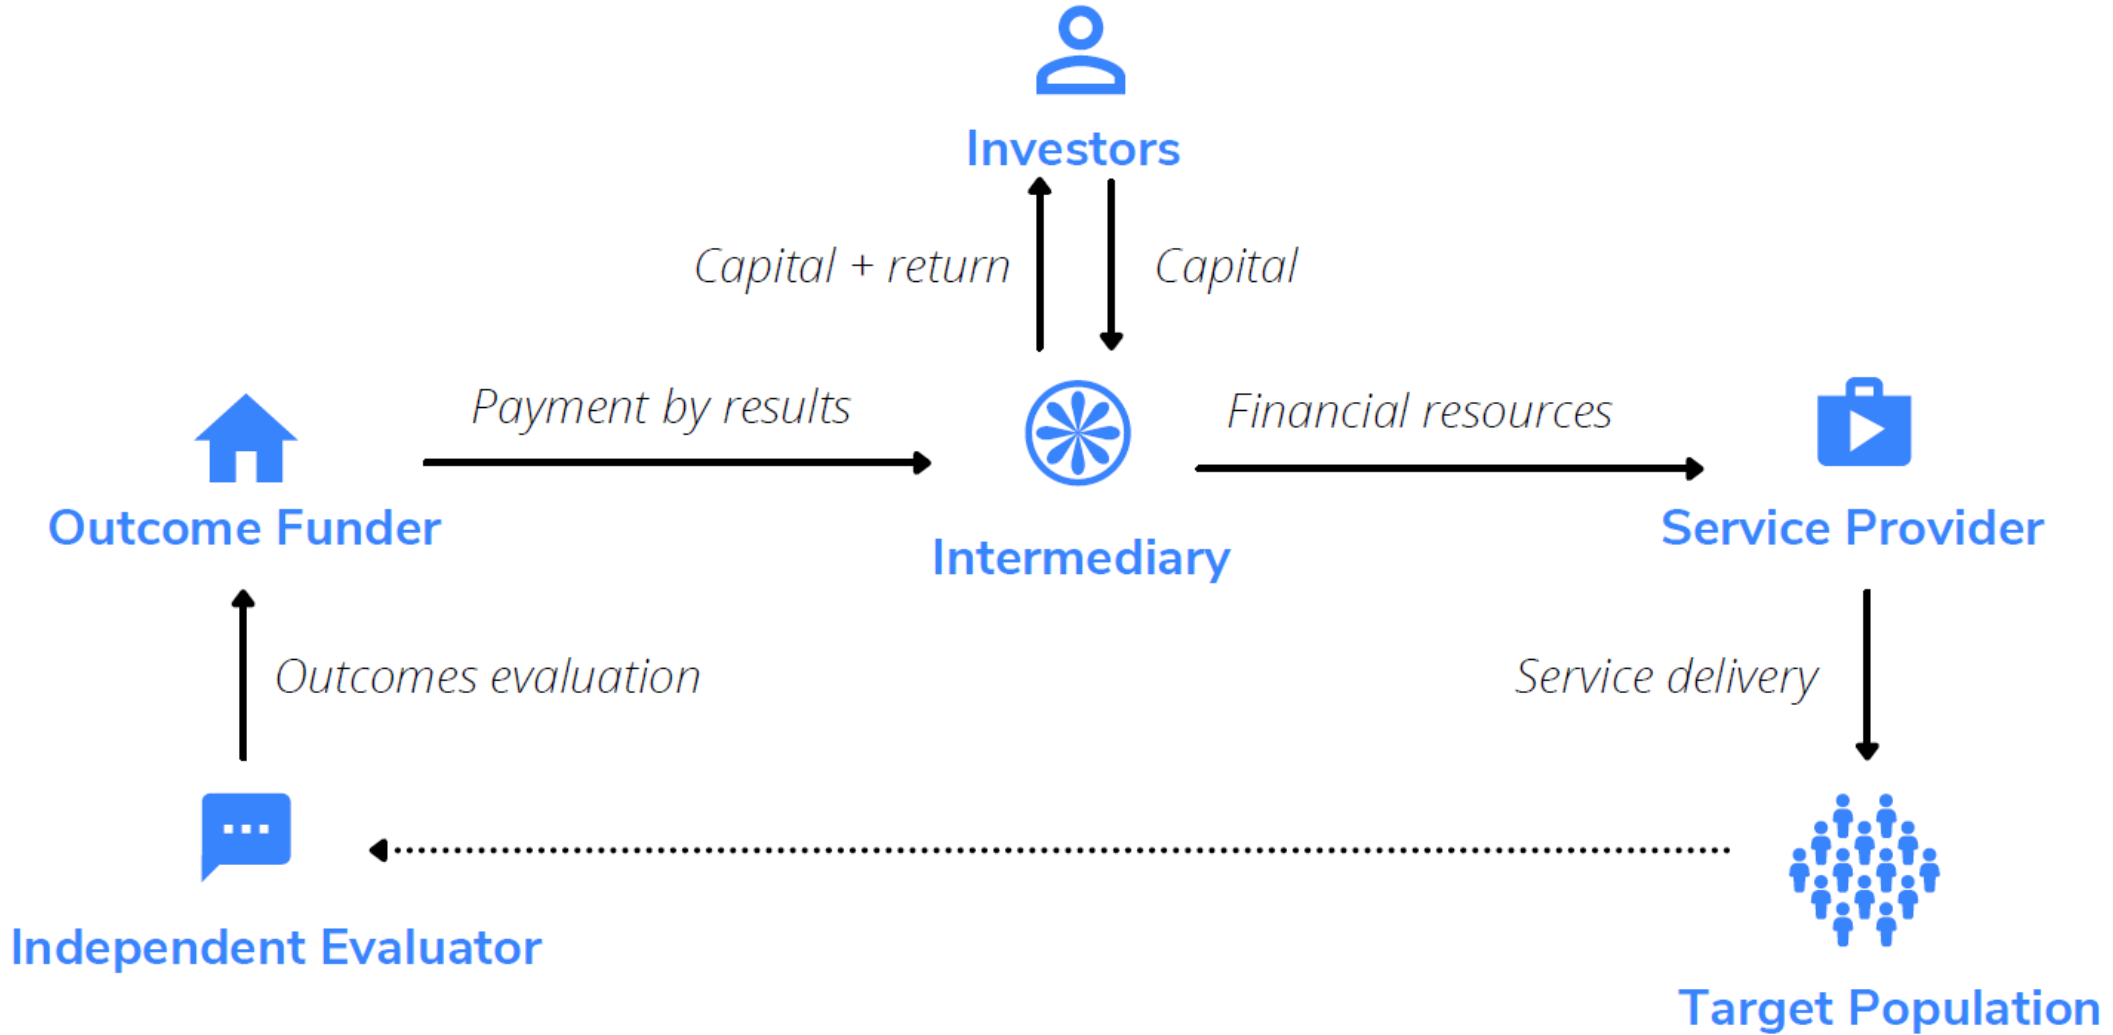 Investors
Capital + return
Capital
Payment by results
Financial resources
Outcome Funder
Intermediary
Service Provider
Outcomes evaluation
Service delivery
Independent Evaluator
Target Population